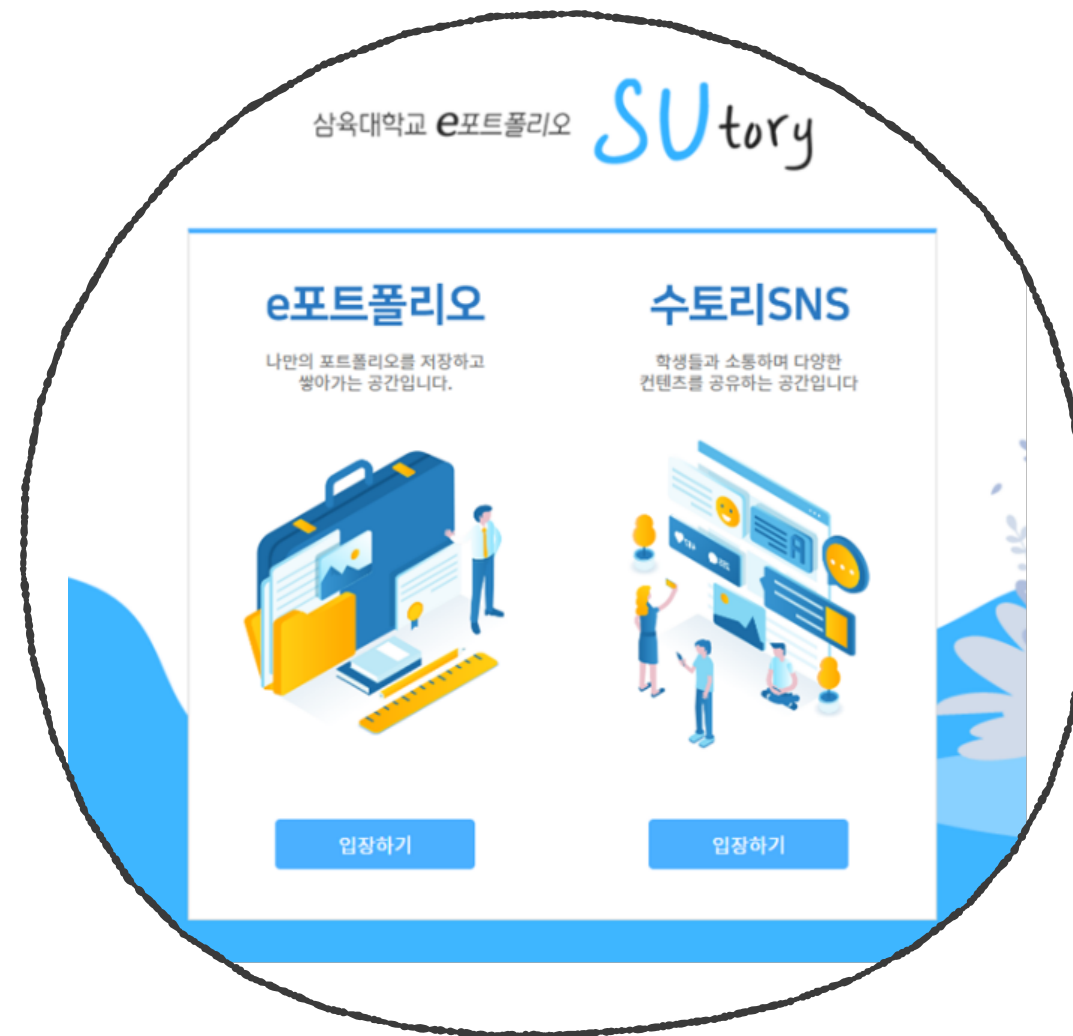 삼육대학교 e포트폴리오 SUtory
e포트폴리오
나만의 포트폴리오를 저장하고
쌓아가는 공간입니다.
입장하기
수토리SNS
학생들과 소통하며 다양한
컨텐츠를 공유하는 공간입니다
A
입장하기